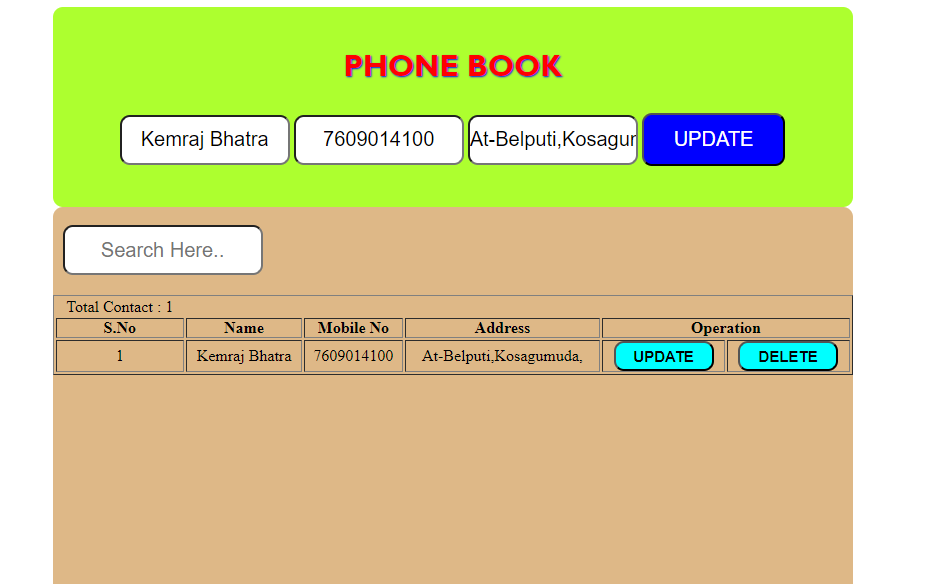 PHONE BOOK
Kemraj Bhatra 7609014100 At-Belputi,Kosagur UPDATE
Search Here..
Total Contact : 1
S.No Name Mobile No Address Operation
1 Kemraj Bhatra 7609014100 At-Belputi,Kosagumuda, UPDATE DELETE